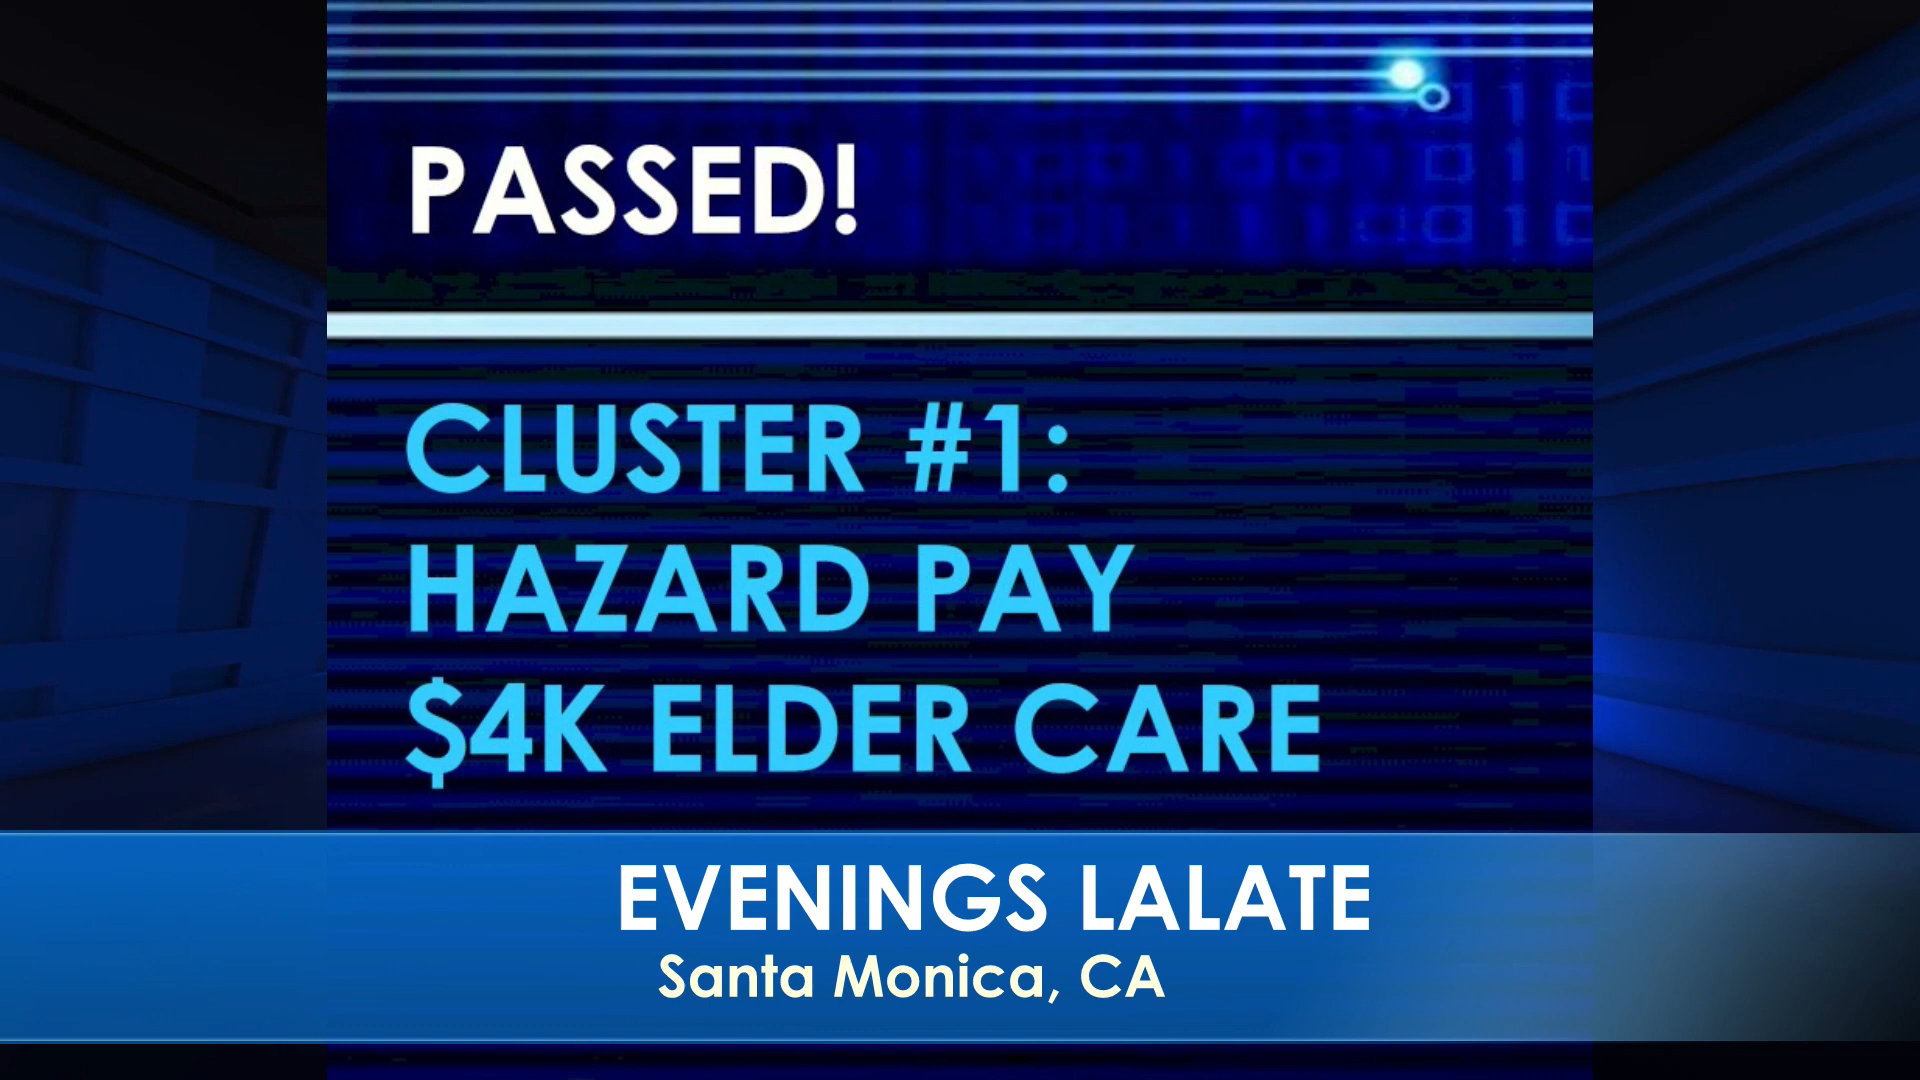 PASSED!
CLUSTER #1:
HAZARD PAY
$4K ELDER CARE
EVENINGS LALATE
Santa Monica, CA